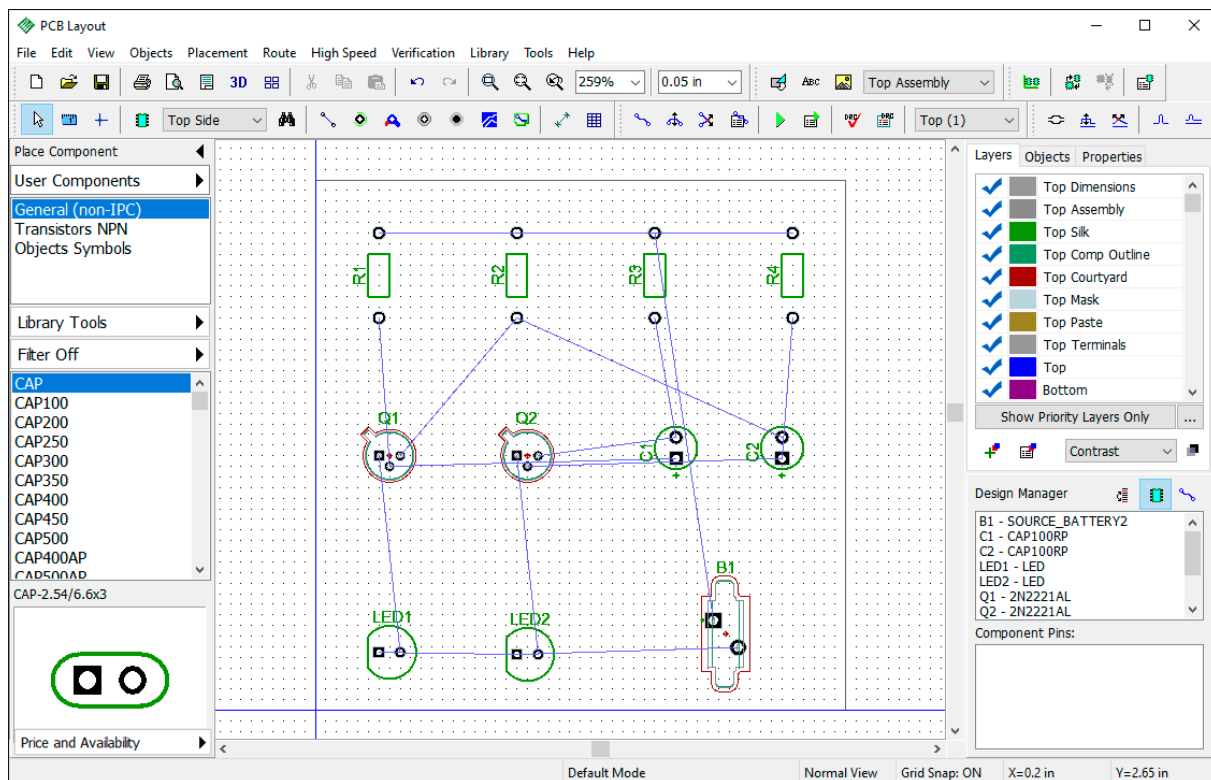 PCB Layout
File Edit View Objects Placement Route High Speed Verification Library Tools Help
3D 259% 0.05 in ABC Top Assembly
Top Side DRC DRC Top (1)
Place Component
User Components
General (non-IPC)
Transistors NPN
Objects Symbols
Library Tools
Filter Off
CAP
CAP100
CAP200
CAP250
CAP300
CAP350
CAP400
CAP450
CAP500
CAP400AP
CAP500AP
CAP-2.54/6.6x3
Price and Availability
R1 R2 R3 R4
Q1 Q2 C1 C2
+ +
LED1 LED2 B1
Layers Objects Properties
Top Dimensions
Top Assembly
Top Silk
Top Comp Outline
Top Courtyard
Top Mask
Top Paste
Top Terminals
Top
Bottom
Show Priority Layers Only ...
Contrast
Design Manager
B1 - SOURCE_BATTERY2
C1 - CAP100RP
C2 - CAP100RP
LED1 - LED
LED2 - LED
Q1 - 2N2221AL
Q2 - 2N2221AL
Component Pins:
Default Mode Normal View Grid Snap: ON X=0.2 in Y=2.65 in